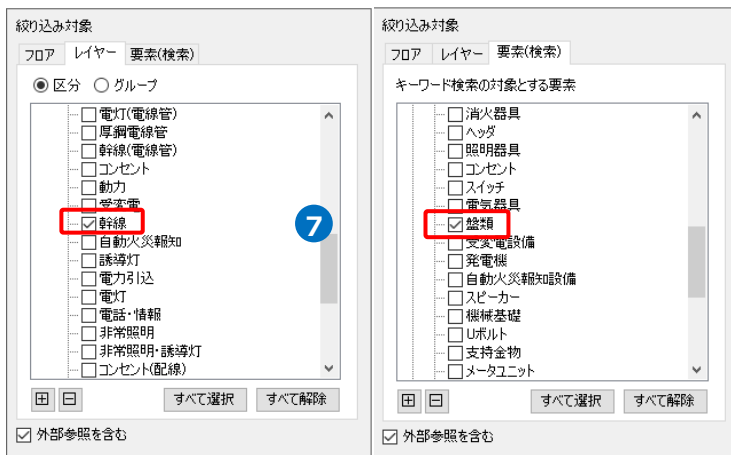 絞り込み対象
フロア レイヤー 要素(検索)
区分 グループ
電灯(電線管)
厚鋼電線管
幹線(電線管)
コンセント
動力
受変電
幹線
自動火災報知
誘導灯
電力引込
電灯
電話・情報
非常照明
非常照明・誘導灯
コンセント(配線)
すべて選択 すべて解除
外部参照を含む
7
絞り込み対象
フロア レイヤー 要素(検索)
キーワード検索の対象とする要素
消火器具
ヘッダ
照明器具
コンセント
スイッチ
電気器具
盤類
受変電設備
発電機
自動火災報知設備
スピーカー
機械基礎
Uボルト
支持金物
メータユニット
すべて選択 すべて解除
外部参照を含む